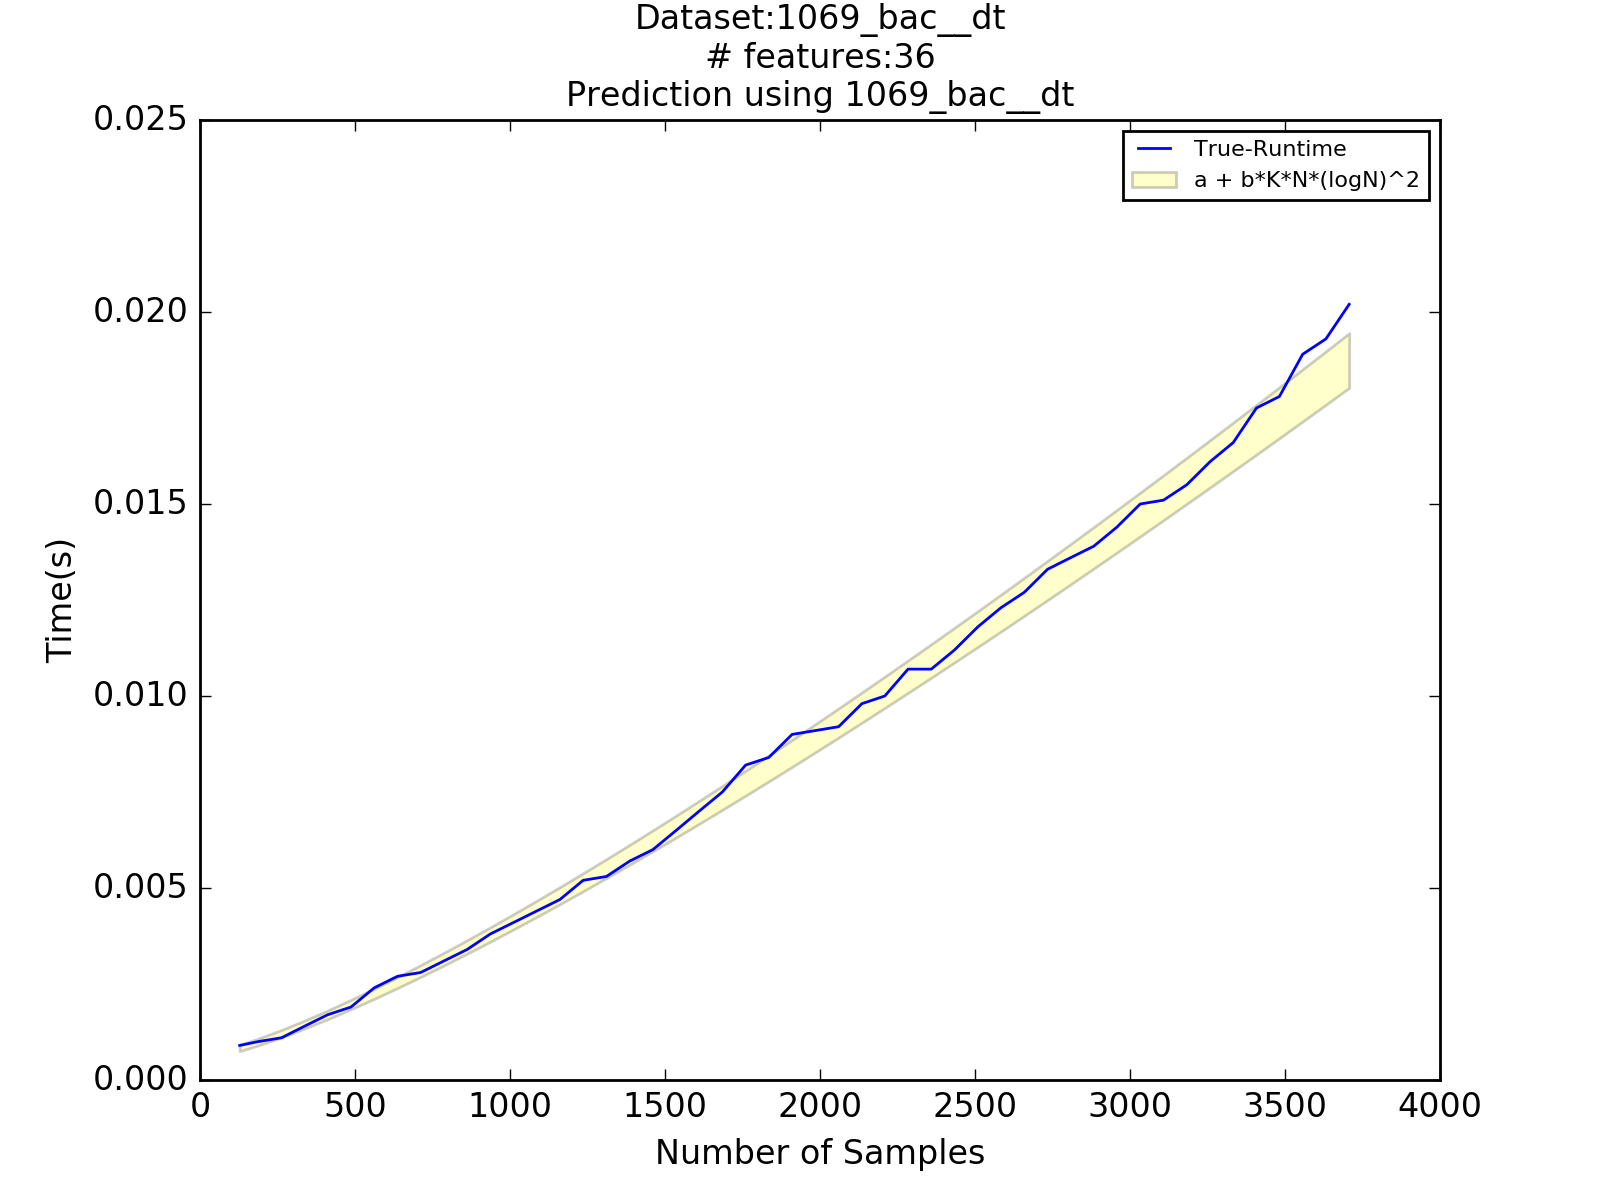 Dataset:1069_bac__dt
# features:36
Prediction using 1069_bac__dt
0.025
0.020
0.015
0.010
0.005
0.000
Time(s)
True-Runtime
a + b*K*N*(logN)^2
0 500 1000 1500 2000 2500 3000 3500 4000
Number of Samples